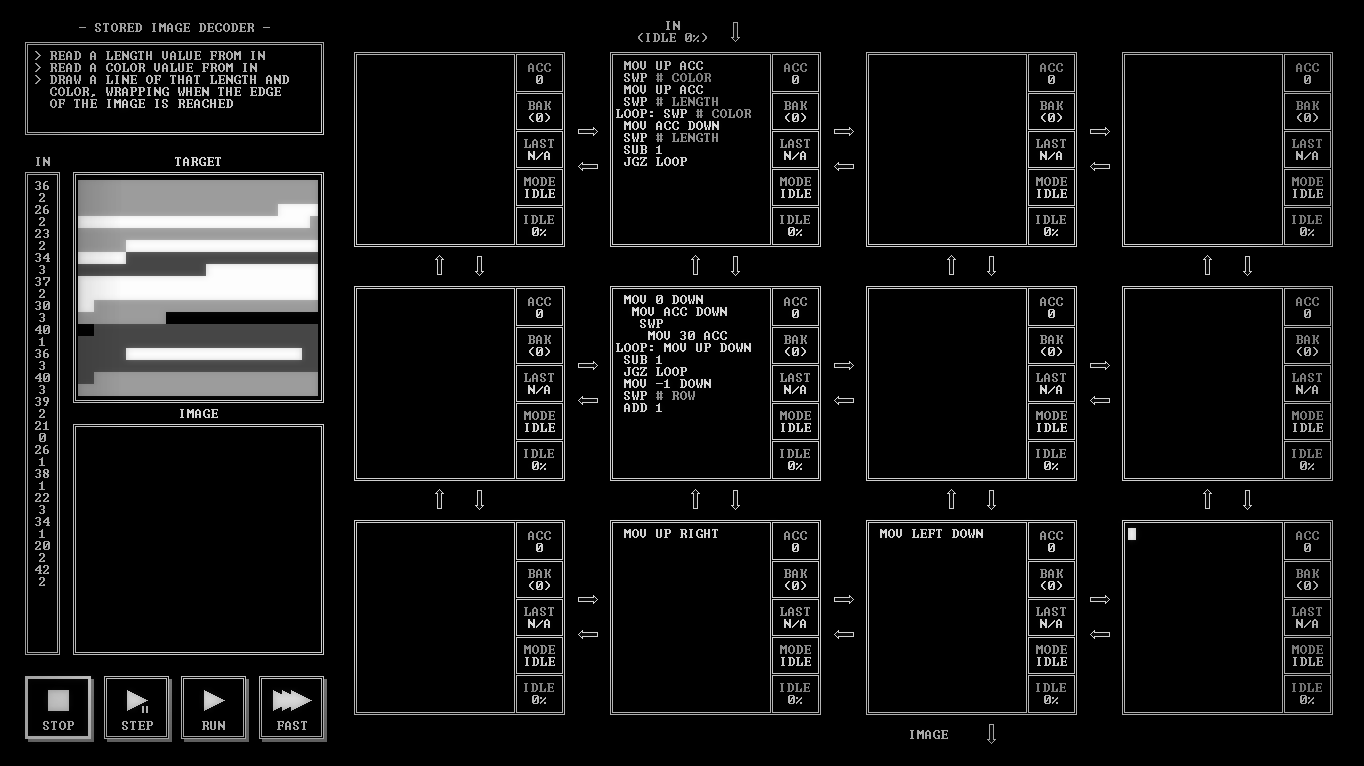 - STORED IMAGE DECODER -
> READ A LENGTH VALUE FROM IN
> READ A COLOR VALUE FROM IN
> DRAW A LINE OF THAT LENGTH AND
COLOR, WRAPPING WHEN THE EDGE
OF THE IMAGE IS REACHED
IN
36
2
26
2
23
2
34
3
37
2
30
3
40
1
36
3
40
3
39
2
21
0
26
1
38
1
22
3
34
1
20
2
42
2
TARGET
IMAGE
STOP
STEP
RUN
FAST
IN
(IDLE 0%)
ACC
0
BAK
(0)
LAST
N/A
MODE
IDLE
IDLE
0%
MOV UP ACC
SWP # COLOR
MOV UP ACC
SWP # LENGTH
LOOP: SWP # COLOR
MOV ACC DOWN
SWP # LENGTH
SUB 1
JGZ LOOP
ACC
0
BAK
(0)
LAST
N/A
MODE
IDLE
IDLE
0%
ACC
0
BAK
(0)
LAST
N/A
MODE
IDLE
IDLE
0%
ACC
0
BAK
(0)
LAST
N/A
MODE
IDLE
IDLE
0%
ACC
0
BAK
(0)
LAST
N/A
MODE
IDLE
IDLE
0%
MOV 0 DOWN
MOV ACC DOWN
SWP
MOV 30 ACC
LOOP: MOV UP DOWN
SUB 1
JGZ LOOP
MOV -1 DOWN
SWP # ROW
ADD 1
ACC
0
BAK
(0)
LAST
N/A
MODE
IDLE
IDLE
0%
ACC
0
BAK
(0)
LAST
N/A
MODE
IDLE
IDLE
0%
ACC
0
BAK
(0)
LAST
N/A
MODE
IDLE
IDLE
0%
ACC
0
BAK
(0)
LAST
N/A
MODE
IDLE
IDLE
0%
MOV UP RIGHT
ACC
0
BAK
(0)
LAST
N/A
MODE
IDLE
IDLE
0%
MOV LEFT DOWN
ACC
0
BAK
(0)
LAST
N/A
MODE
IDLE
IDLE
0%
ACC
0
BAK
(0)
LAST
N/A
MODE
IDLE
IDLE
0%
IMAGE